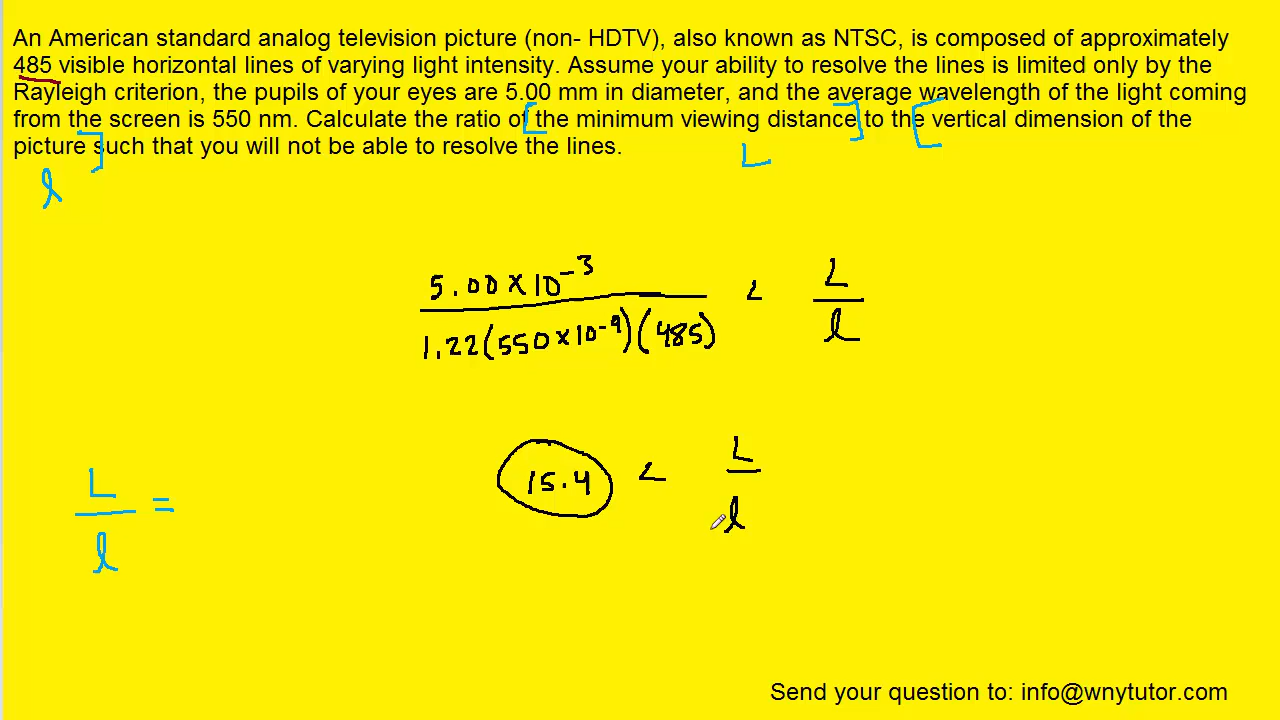 An American standard analog television picture (non- HDTV), also known as NTSC, is composed of approximately
485 visible horizontal lines of varying light intensity. Assume your ability to resolve the lines is limited only by the
Rayleigh criterion, the pupils of your eyes are 5.00 mm in diameter, and the average wavelength of the light coming
from the screen is 550 nm. Calculate the ratio of [the minimum viewing distance] to the [vertical dimension of the
picture] such that you will not be able to resolve the lines.
L
l
5.00 x 10^-3 < L
1.22(550 x 10^-9)(485) l
15.4 < L
l
L =
l
Send your question to: info@wnytutor.com